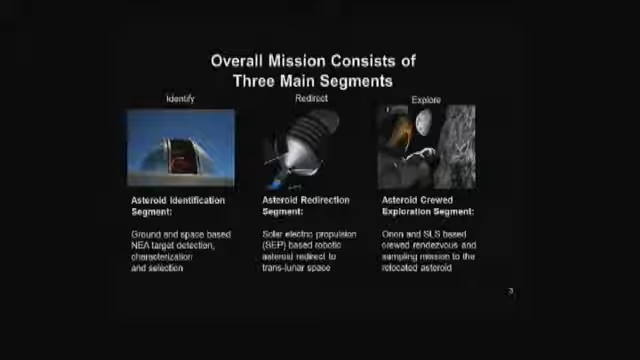 Overall Mission Consists of
Three Main Segments
Identify
Redirect
Explore
Asteroid Identification
Segment:
Ground and space based
NEA target detection,
characterization
and selection
Asteroid Redirection
Segment:
Solar electric propulsion
(SEP) based robotic
asteroid redirect to
trans-lunar space
Asteroid Crewed
Exploration Segment:
Orion and SLS based
crewed rendezvous and
sampling mission to the
relocated asteroid
3